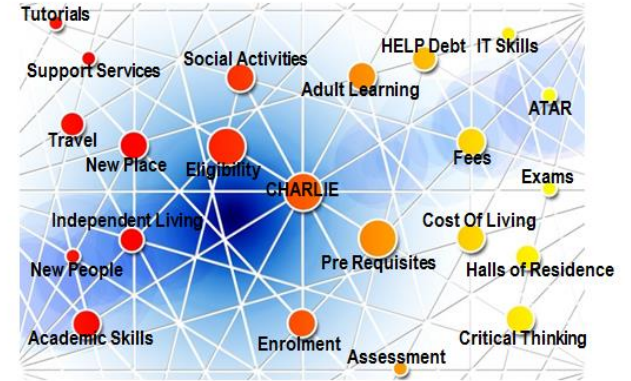 Tutorials
HELP Debt
IT Skills
Social Activities
Support Services
Adult Learning
ATAR
Travel
New Place
Eligibility
Fees
Exams
CHARLIE
Independent Living
Cost Of Living
New People
Pre Requisites
Halls of Residence
Academic Skills
Enrolment
Critical Thinking
Assessment